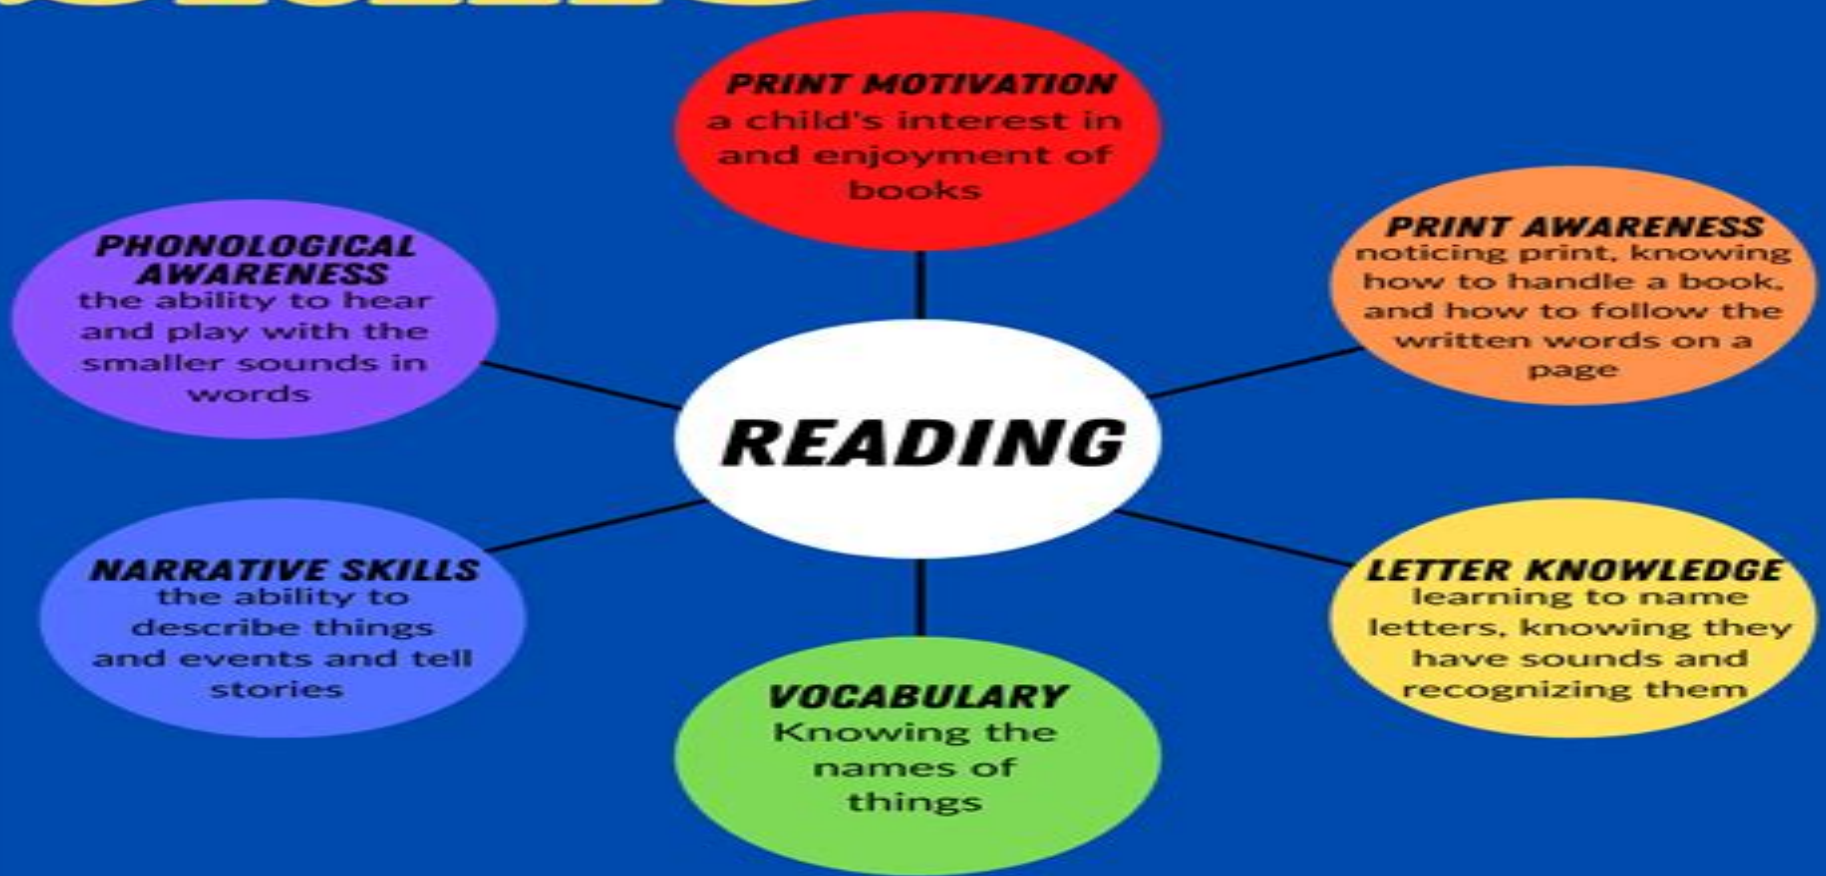 PRINT MOTIVATION
a child's interest in
and enjoyment of
books
PRINT AWARENESS
noticing print, knowing
how to handle a book,
and how to follow the
written words on a
page
PHONOLOGICAL
AWARENESS
the ability to hear
and play with the
smaller sounds in
words
READING
NARRATIVE SKILLS
the ability to
describe things
and events and tell
stories
LETTER KNOWLEDGE
learning to name
letters, knowing they
have sounds and
recognizing them
VOCABULARY
Knowing the
names of
things